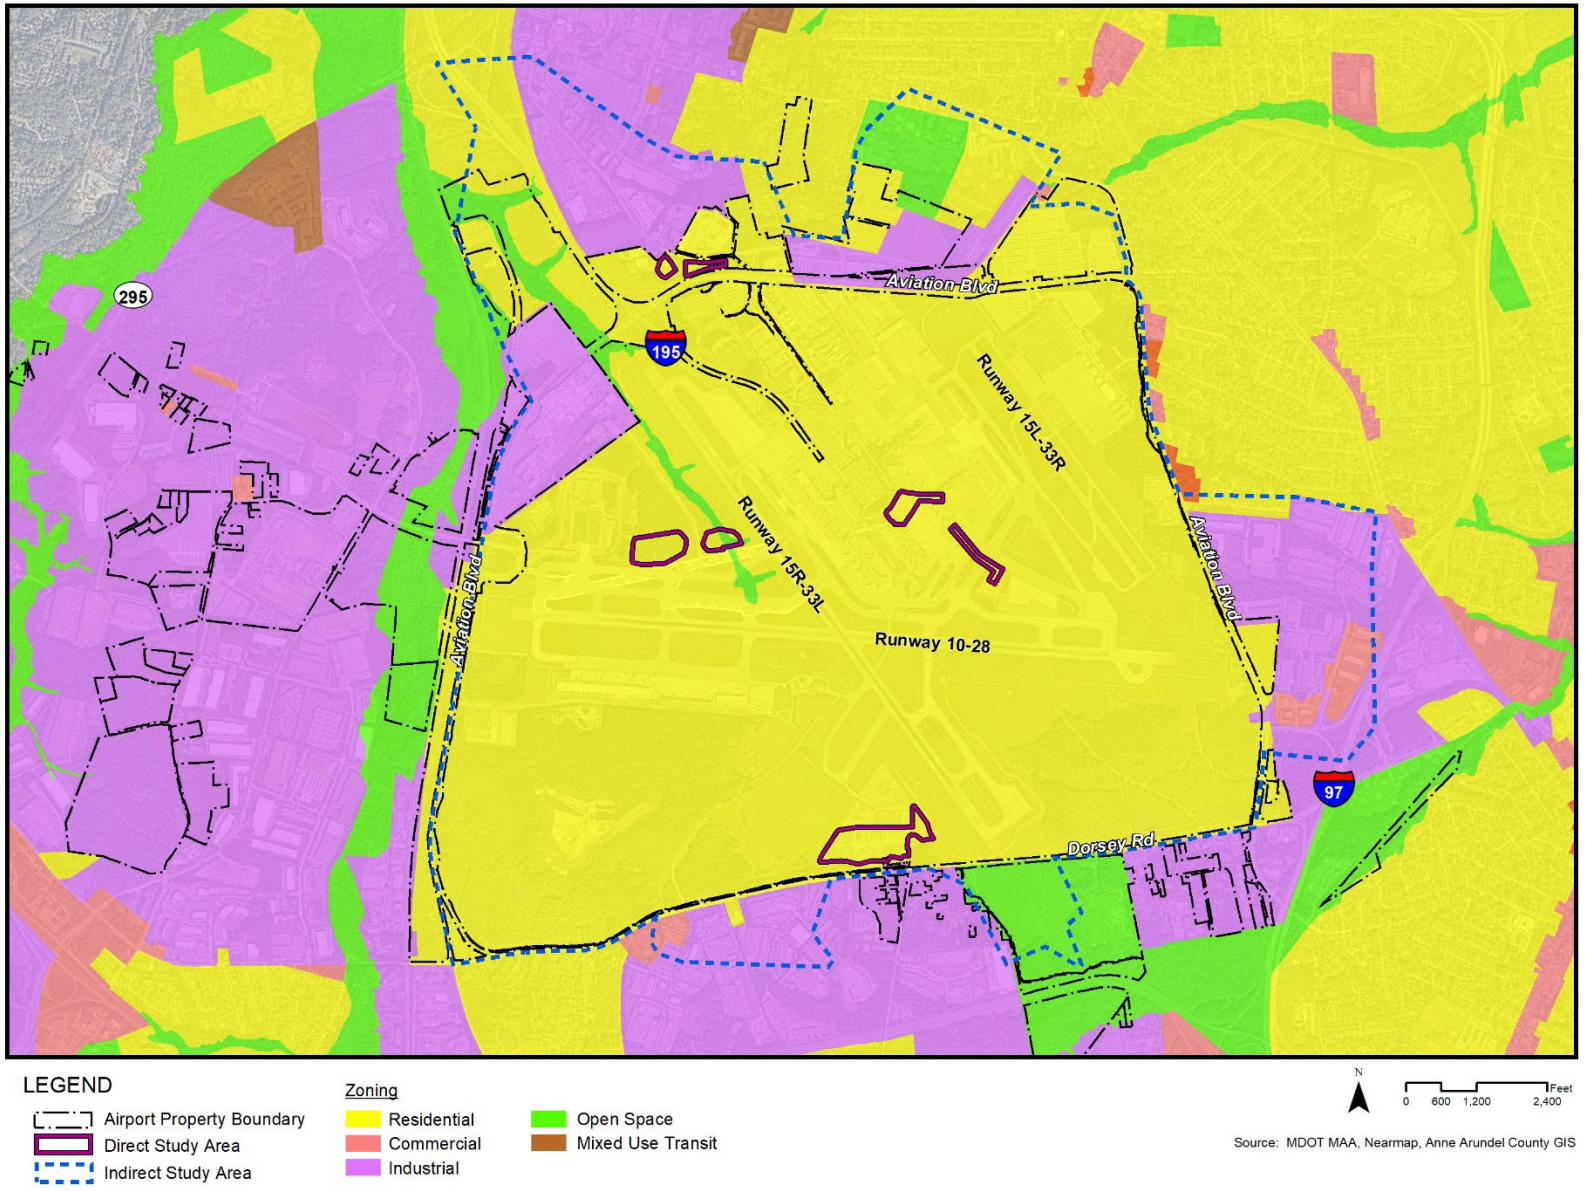 295
Aviation Blvd
195
Runway 15L-33R
Runway 15R-33L
Aviation Blvd
Aviation Blvd
Runway 10-28
97
Dorsey Rd
LEGEND
Airport Property Boundary
Direct Study Area
Indirect Study Area
Zoning
Residential
Commercial
Industrial
Open Space
Mixed Use Transit
N
Feet
0 600 1,200 2,400
Source: MDOT MAA, Nearmap, Anne Arundel County GIS